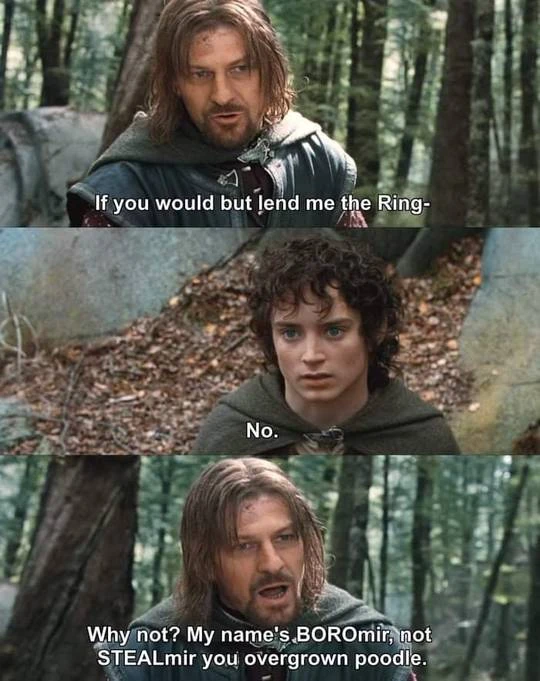 If you would but lend me the Ring-
No.
Why not? My name's BOROmir, not
STEALmir you overgrown poodle.